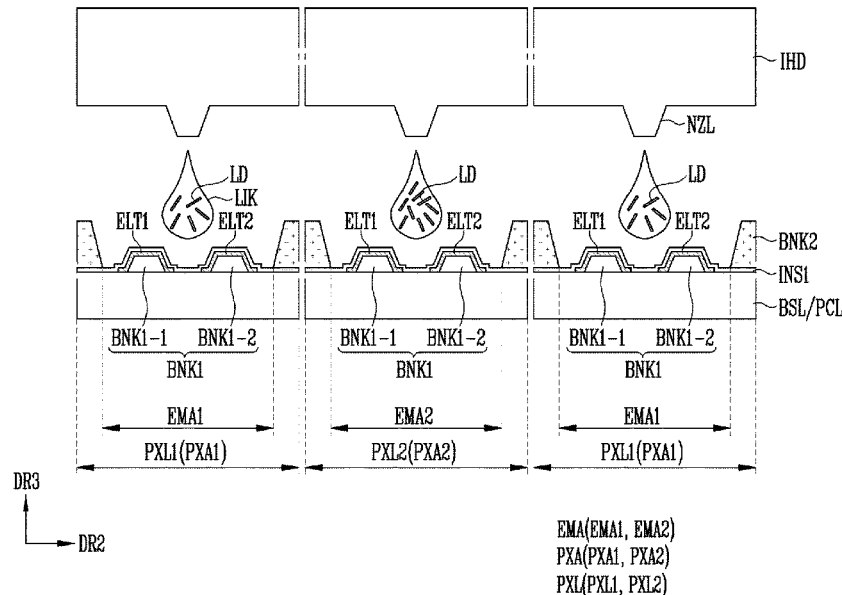 IHD
NZL
LD
LIK
LD
LD
ELT1 ELT2
ELT1 ELT2
ELT1 ELT2
BNK2
INS1
BSL/PCL
BNK1-1 BNK1-2
BNK1-1 BNK1-2
BNK1-1 BNK1-2
BNK1
BNK1
BNK1
EMA1
EMA2
EMA1
PXL1(PXA1)
PXL2(PXA2)
PXL1(PXA1)
DR3
DR2
EMA(EMA1, EMA2)
PXA(PXA1, PXA2)
PXL(PXL1, PXL2)